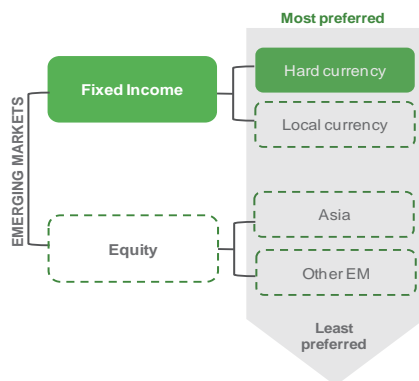 Most preferred
EMERGING MARKETS
Fixed Income
Hard currency
Local currency
Equity
Asia
Other EM
Least
preferred